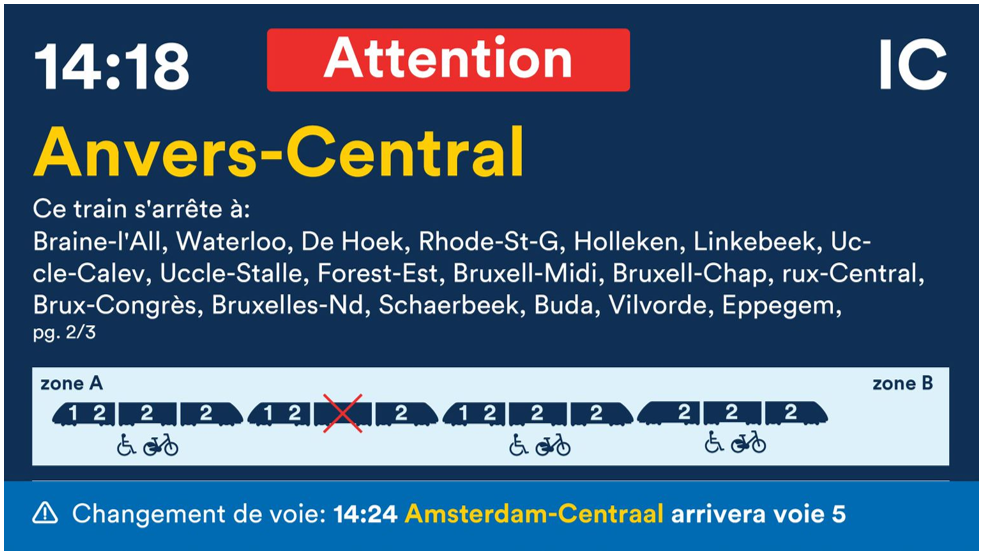 14:18 Attention IC
Anvers-Central
Ce train s'arrête à:
Braine-l'All, Waterloo, De Hoek, Rhode-St-G, Holleken, Linkebeek, Uc-
cle-Calev, Uccle-Stalle, Forest-Est, Bruxell-Midi, Bruxell-Chap, rux-Central,
Brux-Congrès, Bruxelles-Nd, Schaerbeek, Buda, Vilvorde, Eppegem,
pg. 2/3
zone A zone B
1 2 2 2 1 2 2 1 2 2 2 2 2 2
Changement de voie: 14:24 Amsterdam-Centraal arrivera voie 5